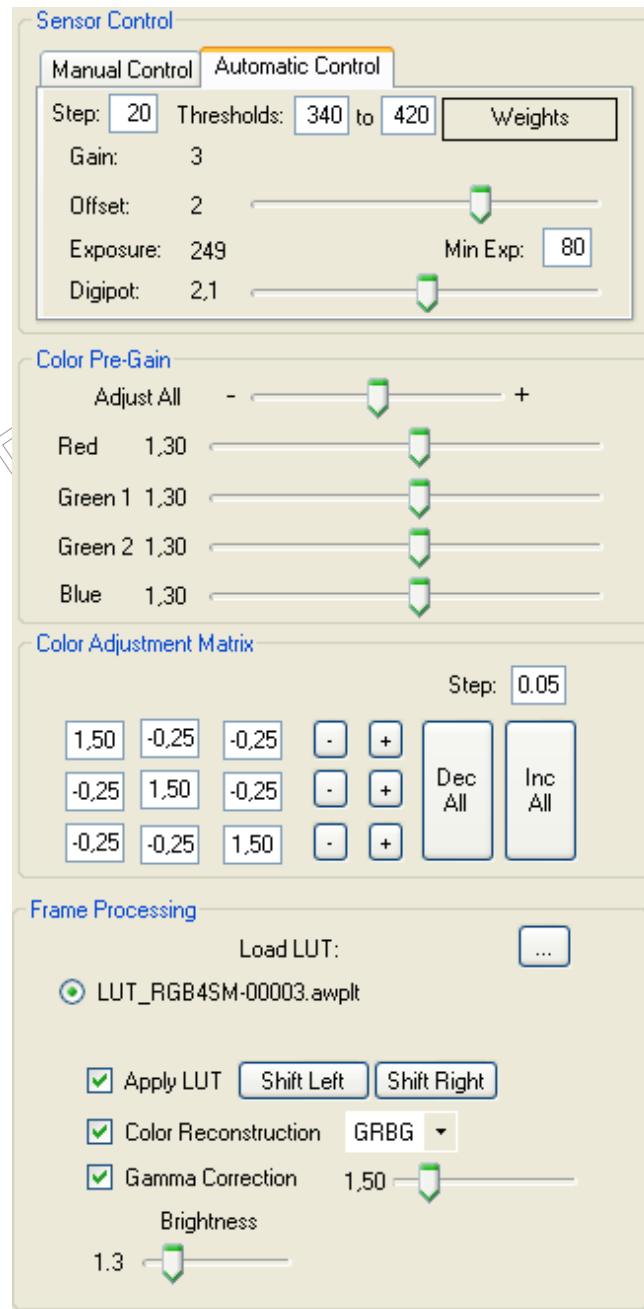 Sensor Control
Manual Control Automatic Control
Step: 20 Thresholds: 340 to 420 Weights
Gain: 3
Offset: 2
Exposure: 249 Min Exp: 80
Digipot: 2,1
Color Pre-Gain
Adjust All - +
Red 1,30
Green 1 1,30
Green 2 1,30
Blue 1,30
Color Adjustment Matrix
Step: 0.05
1,50 -0,25 -0,25 - +
-0,25 1,50 -0,25 - + Dec All Inc All
-0,25 -0,25 1,50 - +
Frame Processing
Load LUT: ...
LUT_RGB4SM-00003.awplt
Apply LUT Shift Left Shift Right
Color Reconstruction GRBG
Gamma Correction 1,50
Brightness
1.3